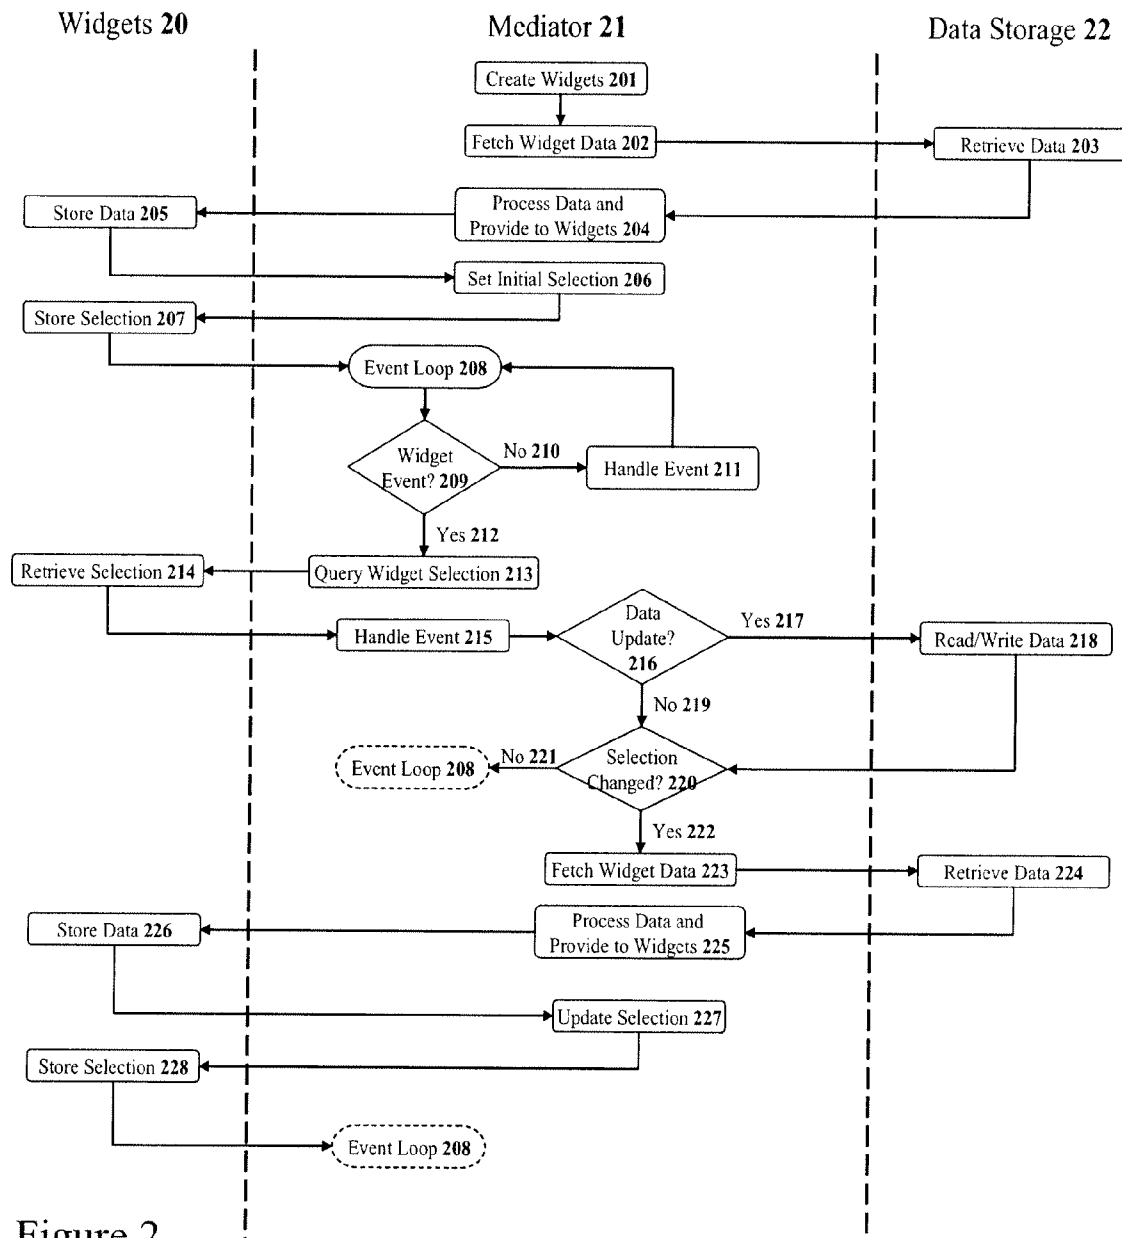 Widgets 20
Mediator 21
Data Storage 22
Create Widgets 201
Fetch Widget Data 202
Retrieve Data 203
Process Data and
Provide to Widgets 204
Store Data 205
Set Initial Selection 206
Store Selection 207
Event Loop 208
Widget
Event? 209
No 210
Handle Event 211
Yes 212
Query Widget Selection 213
Retrieve Selection 214
Handle Event 215
Data
Update?
216
Yes 217
Read/Write Data 218
No 219
Selection
Changed? 220
No 221
Event Loop 208
Yes 222
Fetch Widget Data 223
Retrieve Data 224
Process Data and
Provide to Widgets 225
Store Data 226
Update Selection 227
Store Selection 228
Event Loop 208
Figure 2